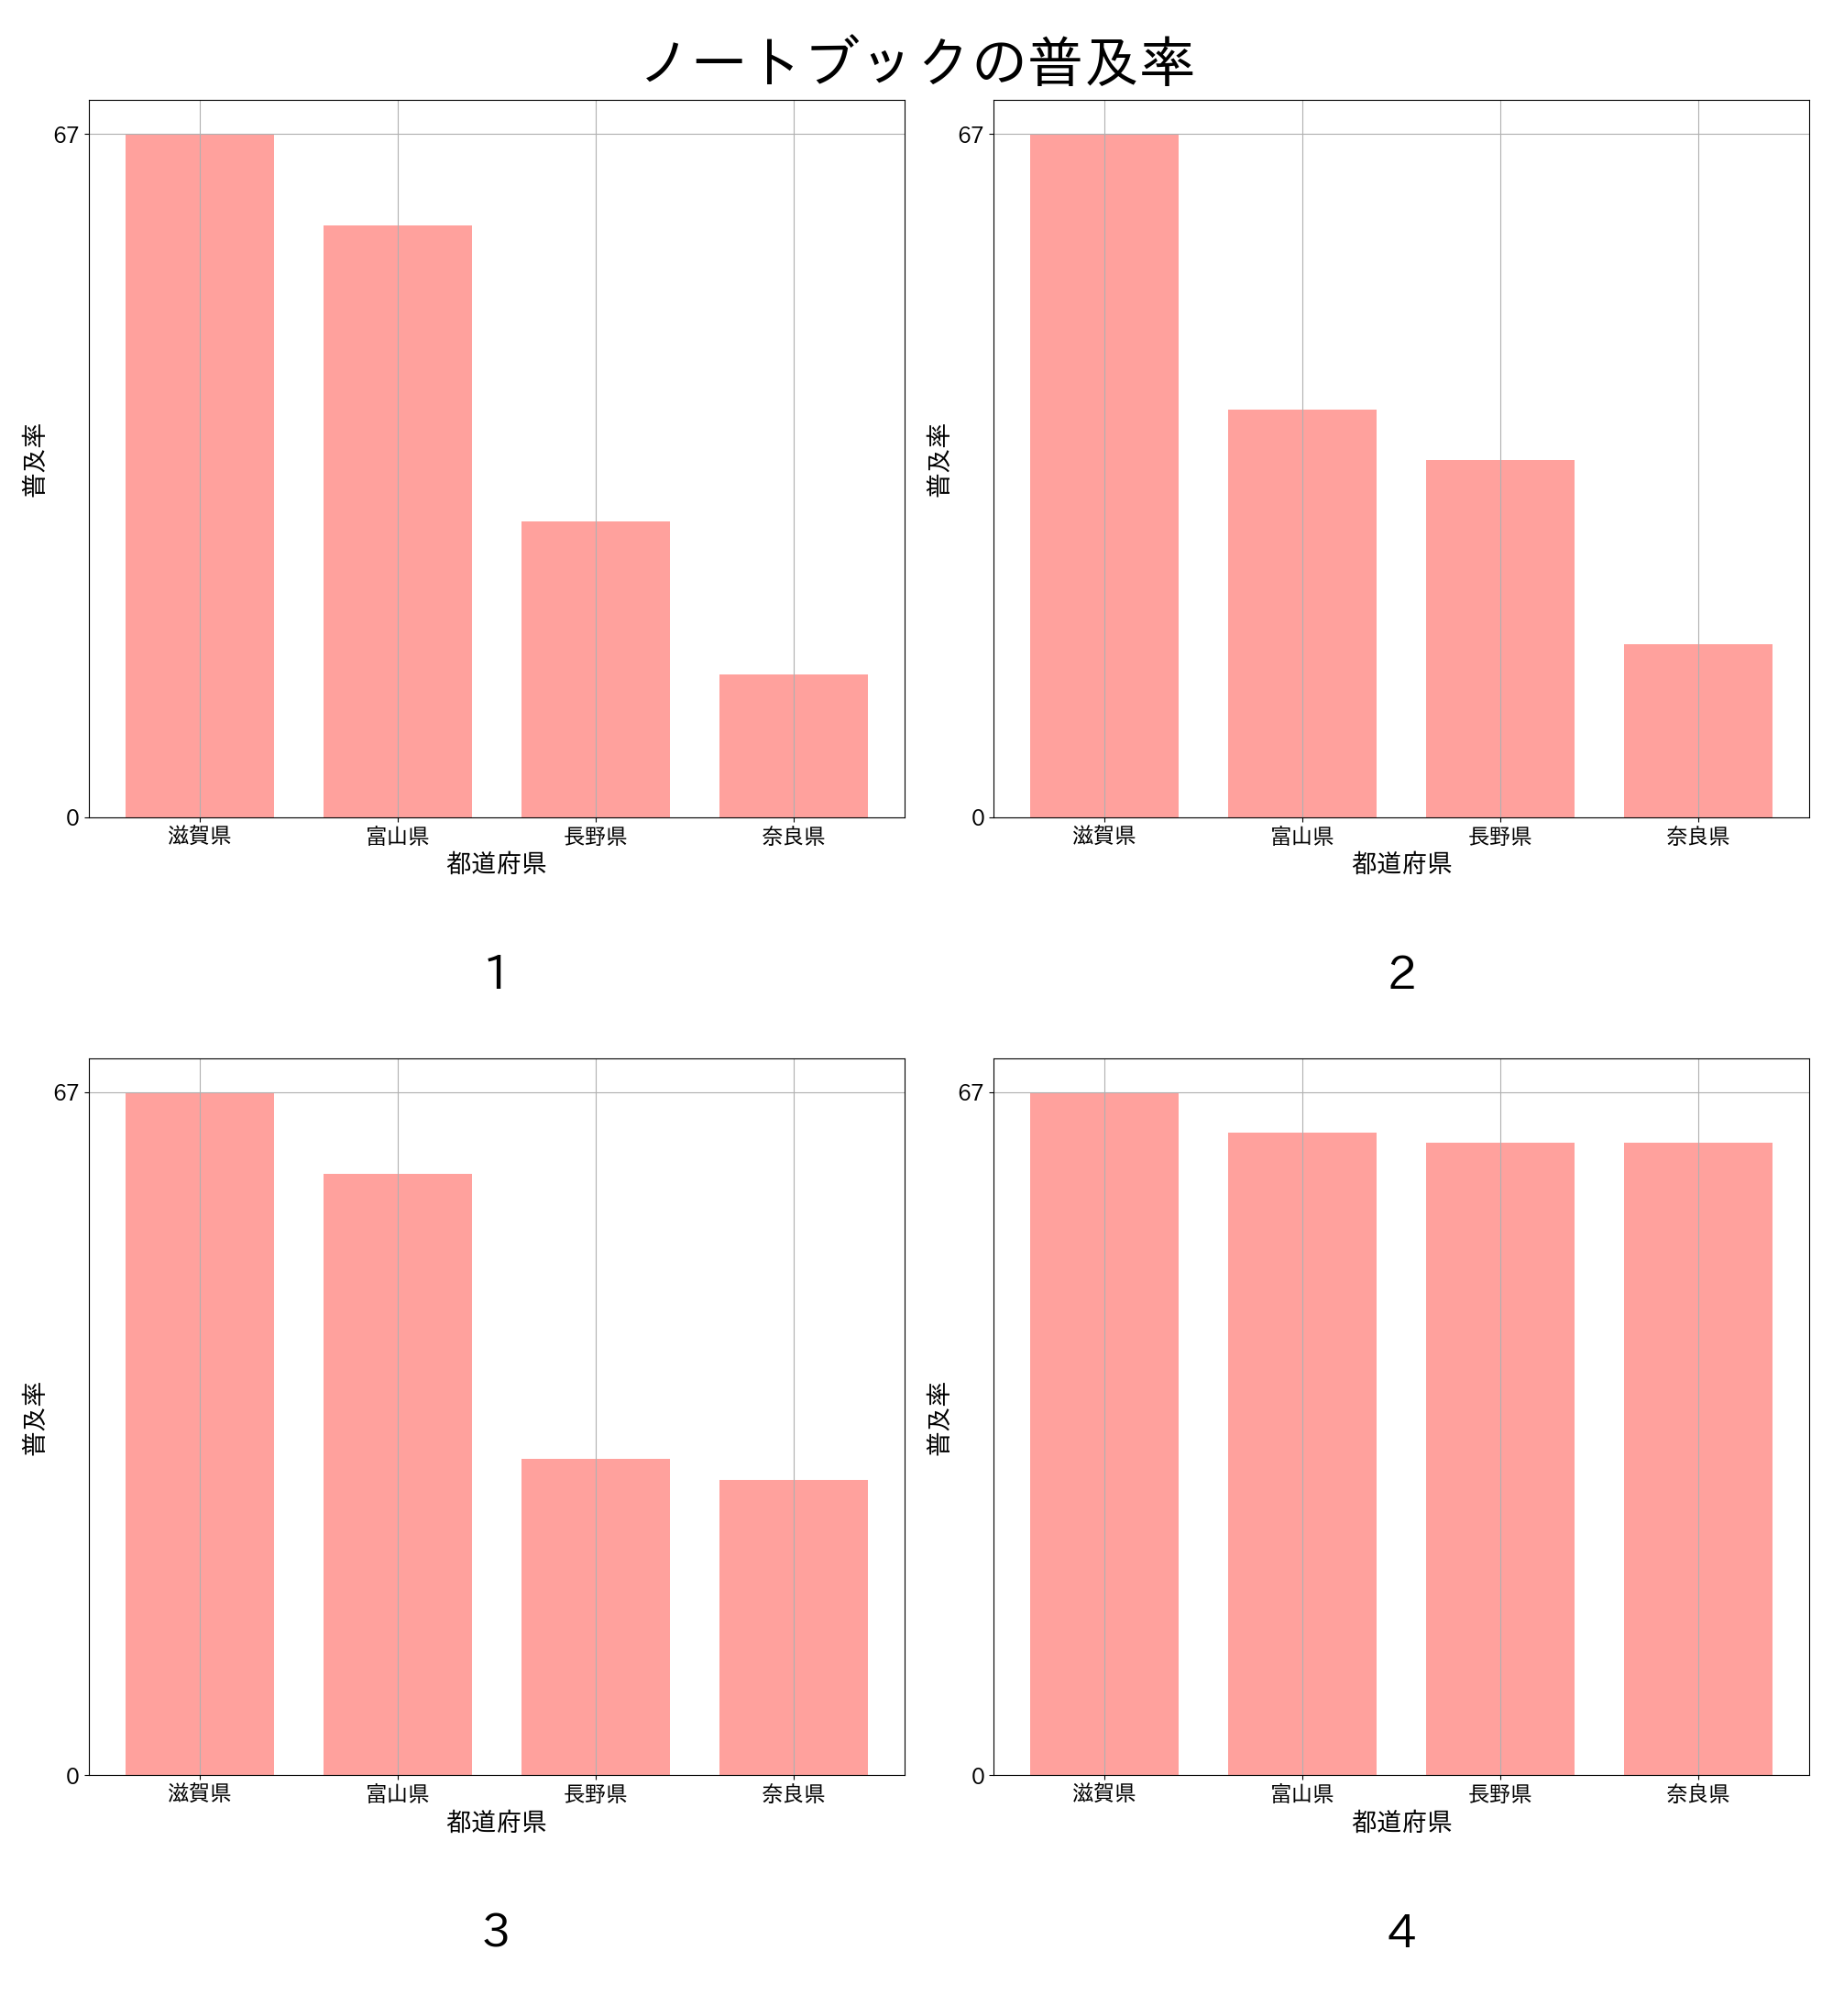 ノートブックの普及率
67
0
普及率
滋賀県 富山県 長野県 奈良県
都道府県
1
67
0
普及率
滋賀県 富山県 長野県 奈良県
都道府県
2
67
0
普及率
滋賀県 富山県 長野県 奈良県
都道府県
3
67
0
普及率
滋賀県 富山県 長野県 奈良県
都道府県
4